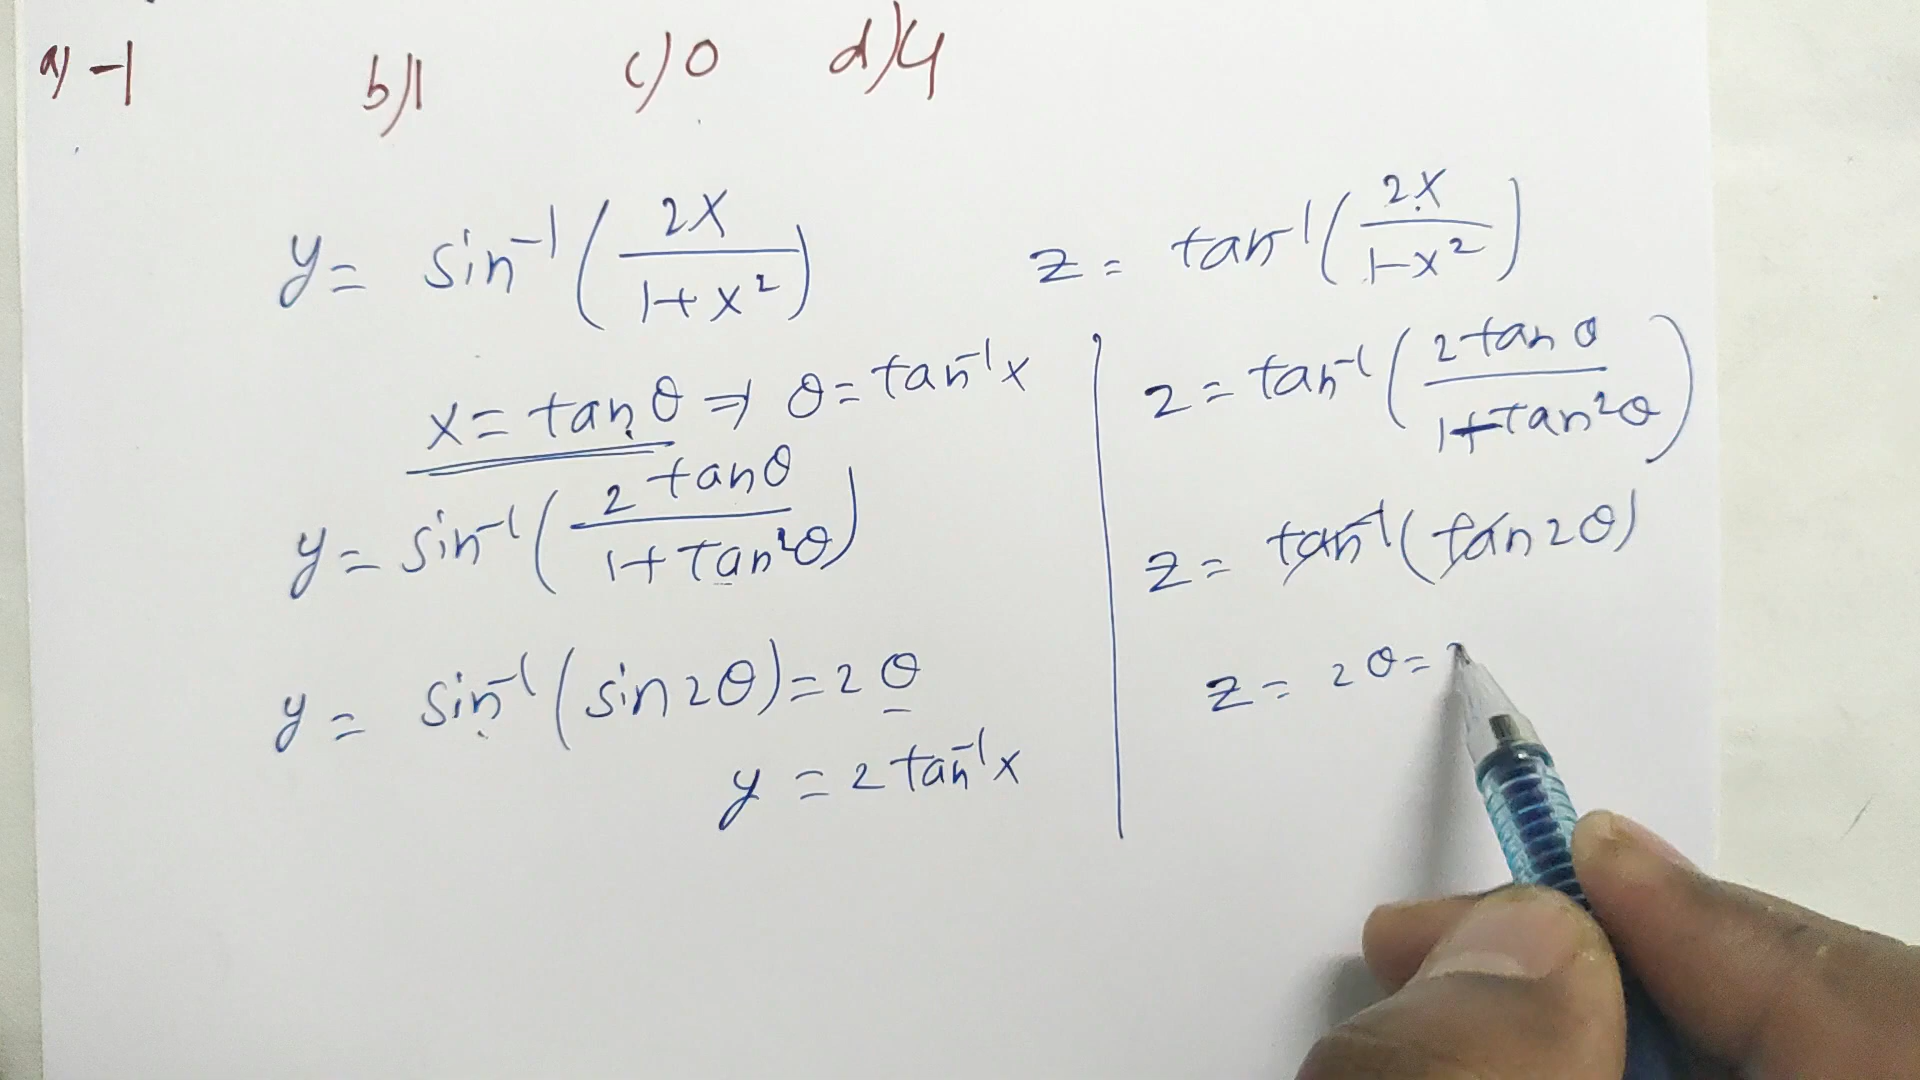 a) -1 b) 1 c) 0 d) 4
y = sin⁻¹(2x/(1+x²))
x = tanθ ⇒ θ = tan⁻¹x
y = sin⁻¹(2tanθ/(1+Tan²θ))
y = sin⁻¹(sin2θ) = 2θ
y = 2tan⁻¹x
z = tan⁻¹(2x/(1-x²))
z = tan⁻¹(2tanθ/(1+Tan²θ))
z = tan⁻¹(tan2θ)
z = 2θ =